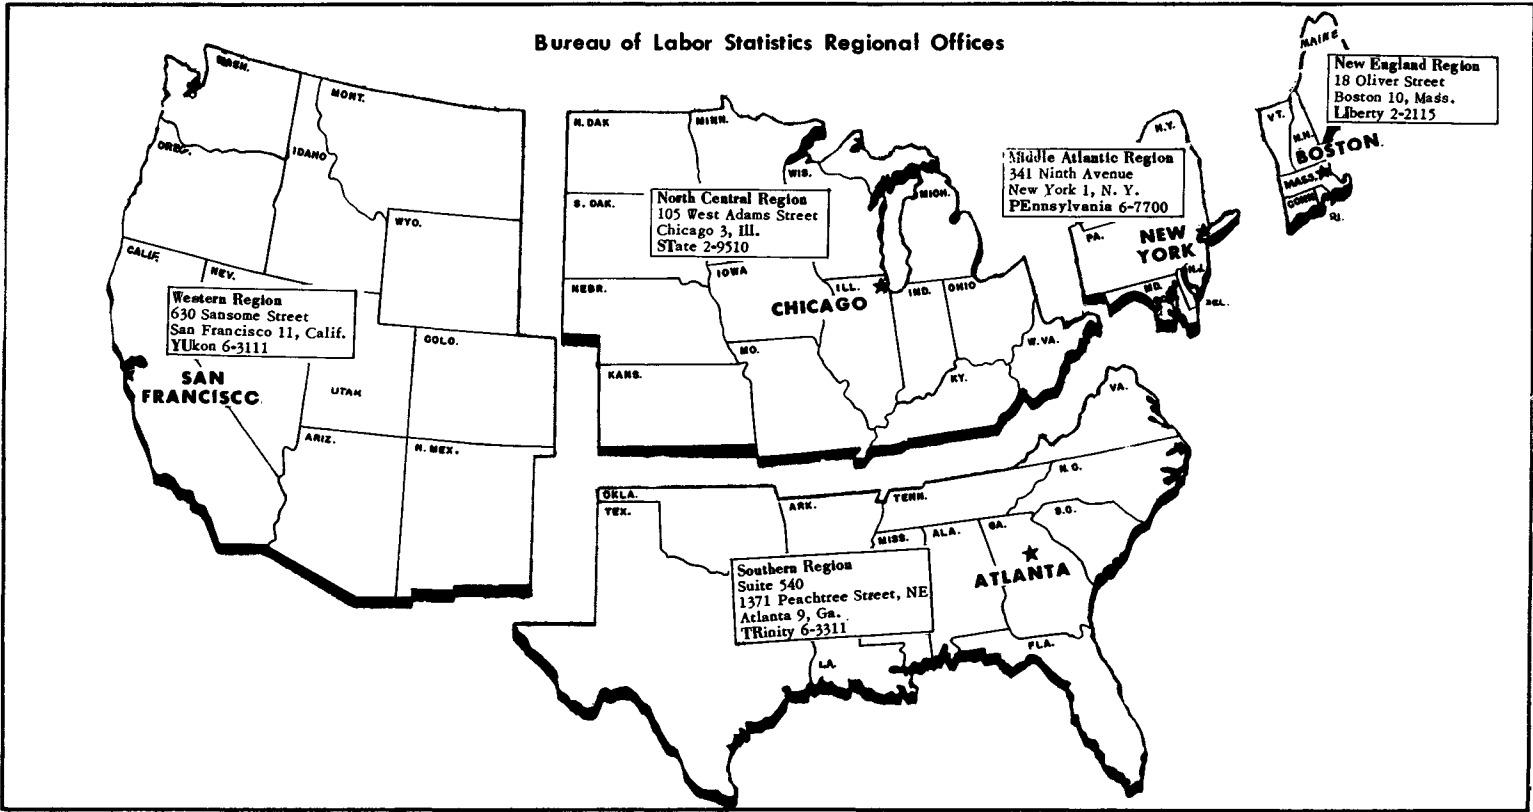 Bureau of Labor Statistics Regional Offices
WASH.
MONT.
OREG.
IDAHO
WYO.
CALIF.
NEV.
Western Region
630 Sansome Street
San Francisco 11, Calif.
YUkon 6-3111
SAN
FRANCISCO
UTAH
COLO.
ARIZ.
N. MEX.
N. DAK
MINN.
S. DAK.
WIS.
MICH.
North Central Region
105 West Adams Street
Chicago 3, Ill.
STate 2-9510
NEBR.
IOWA
ILL.
IND.
OHIO
CHICAGO
KANS.
MO.
KY.
W. VA.
N.Y.
Middle Atlantic Region
341 Ninth Avenue
New York 1, N. Y.
PEnnsylvania 6-7700
PA.
NEW
YORK
N.J.
MD.
DEL.
MAINE
New England Region
18 Oliver Street
Boston 10, Mass.
LIberty 2-2115
VT.
N.H.
BOSTON
MASS.
CONN.
R.I.
VA.
OKLA.
TEX.
ARK.
TENN.
N.C.
S.C.
MISS.
ALA.
GA.
ATLANTA
Southern Region
Suite 540
1371 Peachtree Street, NE
Atlanta 9, Ga.
TRinity 6-3311
LA.
FLA.